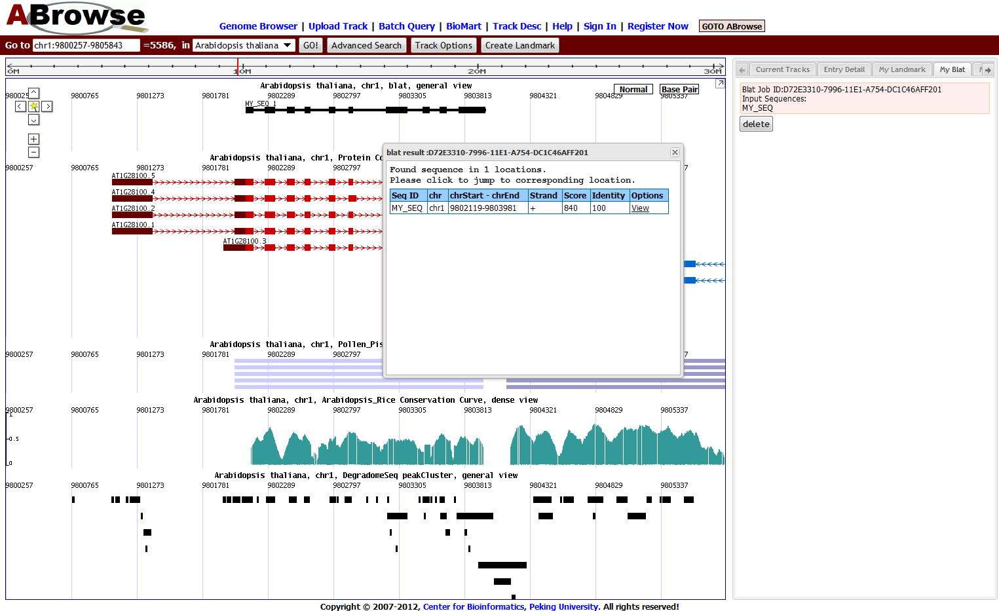 ABrowse
Genome Browser | Upload Track | Batch Query | BioMart | Track Desc | Help | Sign In | Register Now GOTO ABrowse
Go to chr1:9800257-9805843 =5586, in Arabidopsis thaliana GO! Advanced Search Track Options Create Landmark
0M 10M 20M 30M
Arabidopsis thaliana, chr1, blat, general view
Normal Base Pair
9800257 9800765 9801273 9801781 9802289 9802797 9803305 9803813 9804321 9804829 9805337
MY_SEQ_1
Arabidopsis thaliana, chr1, Protein Co
9800257 9800765 9801273 9801781 9802289 9802797 7
AT1G28100.5
AT1G28100.4
AT1G28100.2
AT1G28100.1
AT1G28100.3
Arabidopsis thaliana, chr1, Pollen_Pis
9800257 9800765 9801273 9801781 9802289 9802797 7
Arabidopsis thaliana, chr1, Arabidopsis_Rice Conservation Curve, dense view
9800257 9800765 9801273 9801781 9802289 9802797 9803305 9803813 9804321 9804829 9805337
1
0.5
0
Arabidopsis thaliana, chr1, DegradomeSeq peakCluster, general view
9800257 9800765 9801273 9801781 9802289 9802797 9803305 9803813 9804321 9804829 9805337
blat result :D72E3310-7996-11E1-A754-DC1C46AFF201
Found sequence in 1 locations.
Please click to jump to corresponding location.
Seq ID chr chrStart - chrEnd Strand Score Identity Options
MY_SEQ chr1 9802119-9803981 + 840 100 View
Current Tracks Entry Detail My Landmark My Blat
Blat Job ID:D72E3310-7996-11E1-A754-DC1C46AFF201
Input Sequences:
MY_SEQ
delete
Copyright © 2007-2012, Center for Bioinformatics, Peking University. All rights reserved!